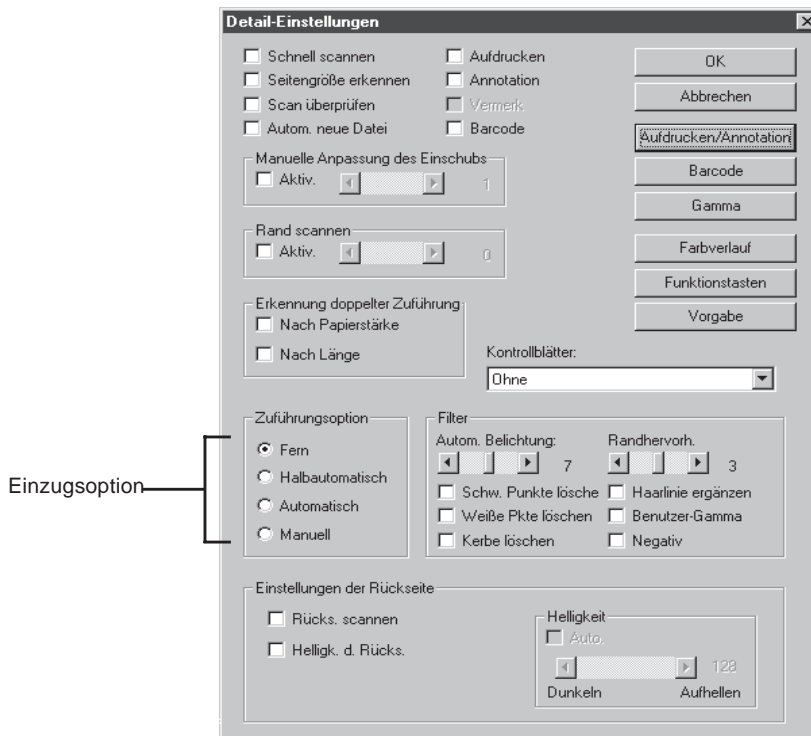 Detail-Einstellungen
Schnell scannen
Seitengröße erkennen
Scan überprüfen
Autom. neue Datei
Aufdrucken
Annotation
Vermerk
Barcode
OK
Abbrechen
Aufdrucken/Annotation
Barcode
Gamma
Farbverlauf
Funktionstasten
Vorgabe
Manuelle Anpassung des Einschubs
Aktiv. 1
Rand scannen
Aktiv. 0
Erkennung doppelter Zuführung
Nach Papierstärke
Nach Länge
Kontrollblätter:
Ohne
Einzugsoption
Zuführungsoption
Fern
Halbautomatisch
Automatisch
Manuell
Filter
Autom. Belichtung:
7
Randhervorh.
3
Schw. Punkte lösche
Weiße Pkte löschen
Kerbe löschen
Haarlinie ergänzen
Benutzer-Gamma
Negativ
Einstellungen der Rückseite
Rücks. scannen
Helligk. d. Rücks.
Helligkeit
Auto.
128
Dunkeln Aufhellen